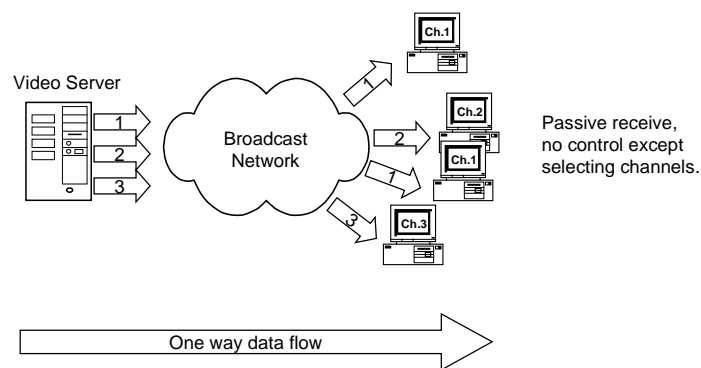 Video Server
1
2
3
Broadcast
Network
1
Ch.1
2
Ch.2
1
Ch.1
3
Ch.3
Passive receive,
no control except
selecting channels.
One way data flow